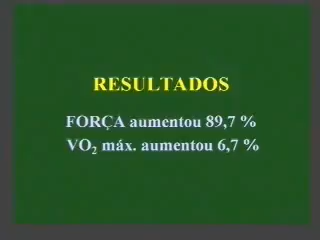 RESULTADOS
FORÇA aumentou 89,7 %
VO₂ máx. aumentou 6,7 %